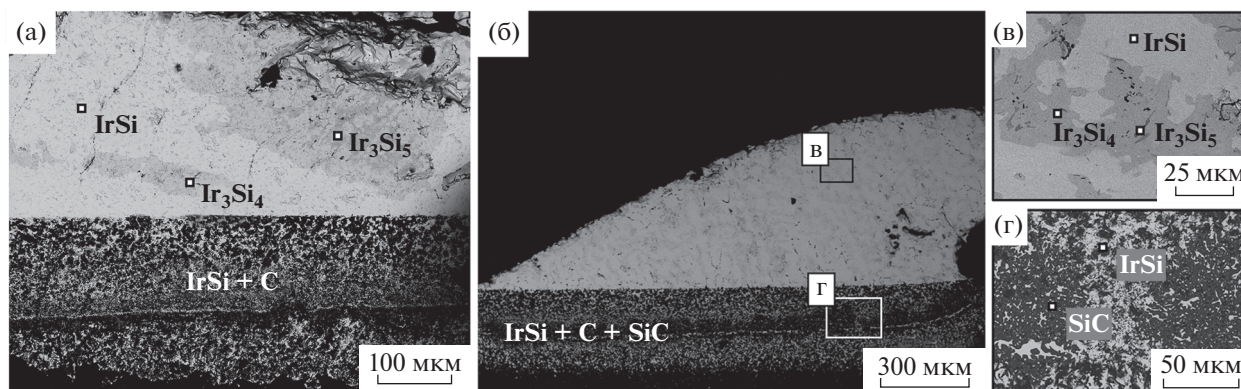 (а)
IrSi
Ir₃Si₅
Ir₃Si₄
IrSi + C
100 мкм
(б)
в
г
IrSi + C + SiC
300 мкм
(в)
IrSi
Ir₃Si₄
Ir₃Si₅
25 мкм
(г)
IrSi
SiC
50 мкм